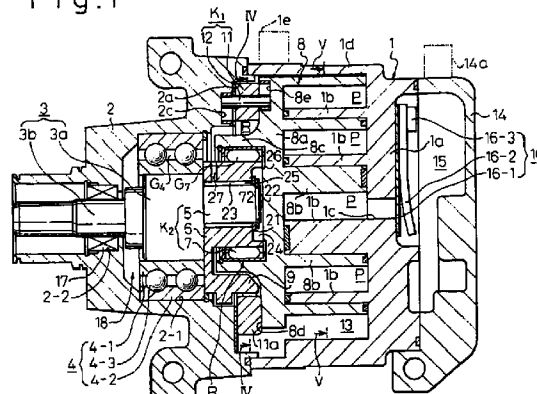 Fig.1
K1
12 11 IV
1e
8 V 1d 1
14a
2a
2c
8e
1b P
14
3 2
3b 3a
E
8a 8c
1b P
1a
16-3
15 16-2 16
16-1
26
G4 G7
27 72
25
22
23
5
K2 6
7
1b P
8b 1c
21
24
17
2-2
9 1b P
8b
18
4-1
4 4-3
4-2
2-1
R IV
11a
8d 13
V